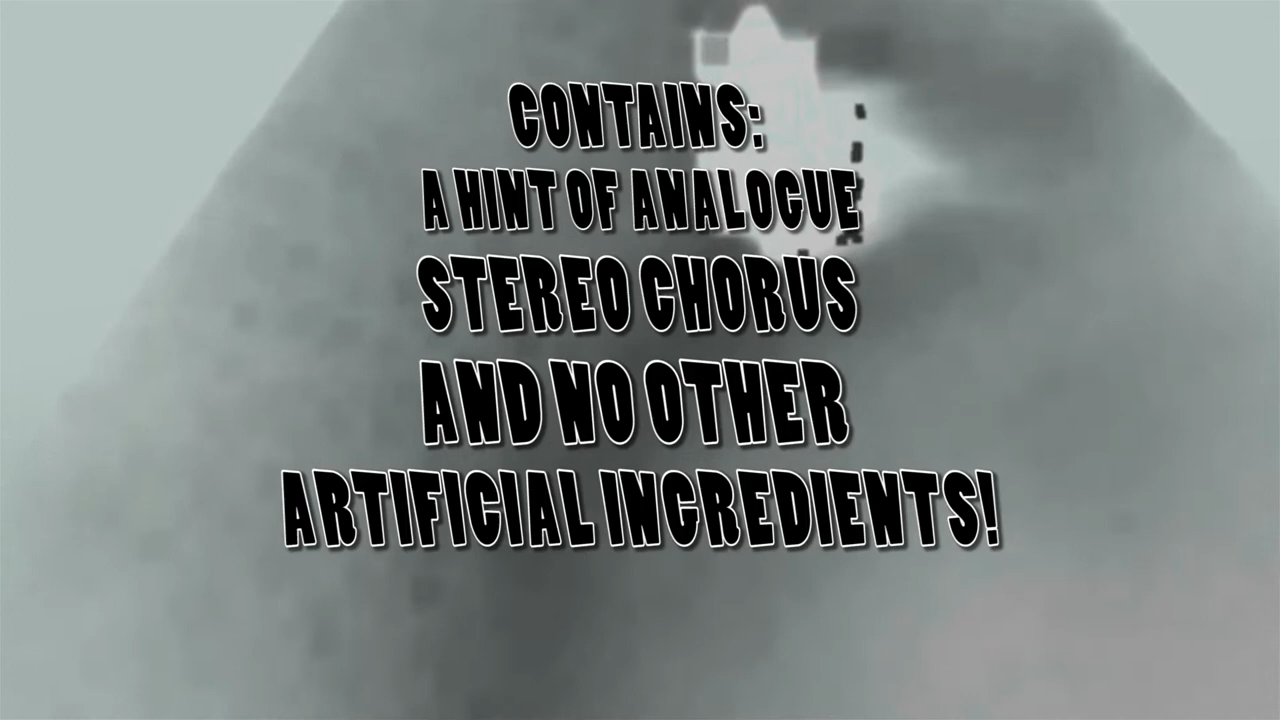 CONTAINS:
A HINT OF ANALOGUE
STEREO CHORUS
AND NO OTHER
ARTIFICIAL INGREDIENTS!